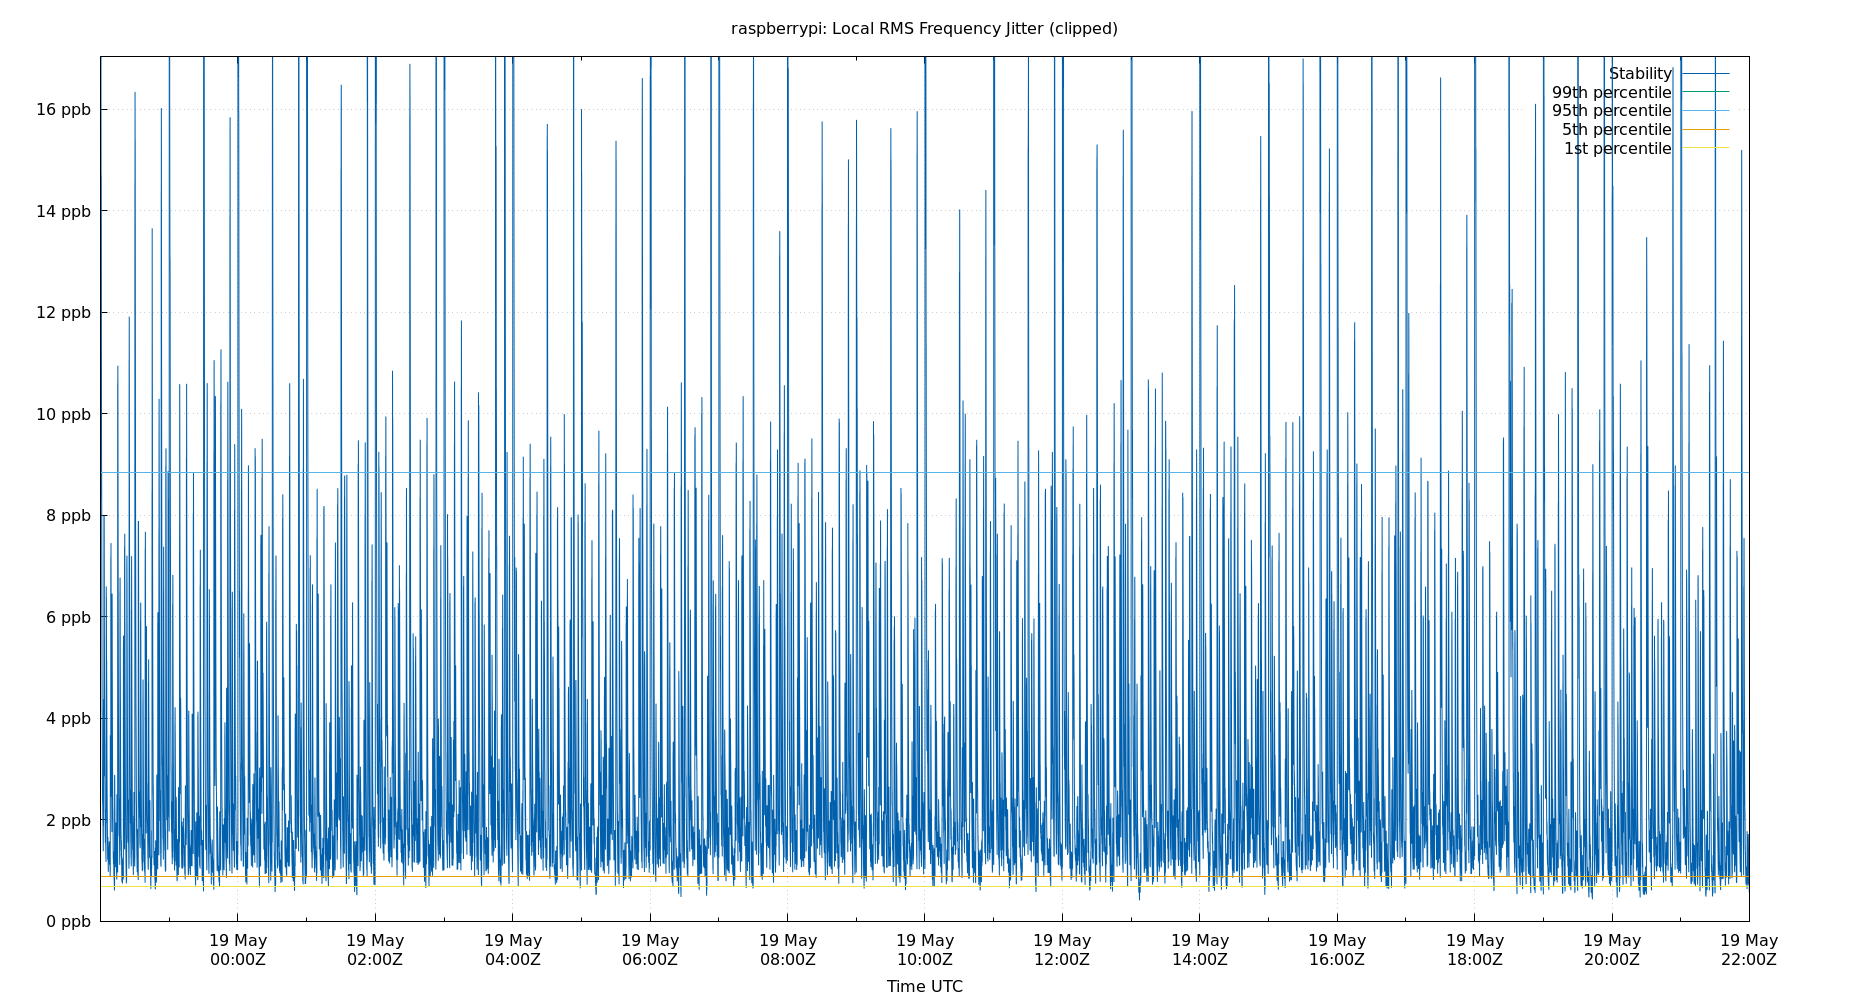 raspberrypi: Local RMS Frequency Jitter (clipped)
Stability
99th percentile
95th percentile
5th percentile
1st percentile
16 ppb
14 ppb
12 ppb
10 ppb
8 ppb
6 ppb
4 ppb
2 ppb
0 ppb
19 May 19 May 19 May 19 May 19 May 19 May 19 May 19 May 19 May 19 May 19 May 19 May
00:00Z 02:00Z 04:00Z 06:00Z 08:00Z 10:00Z 12:00Z 14:00Z 16:00Z 18:00Z 20:00Z 22:00Z
Time UTC